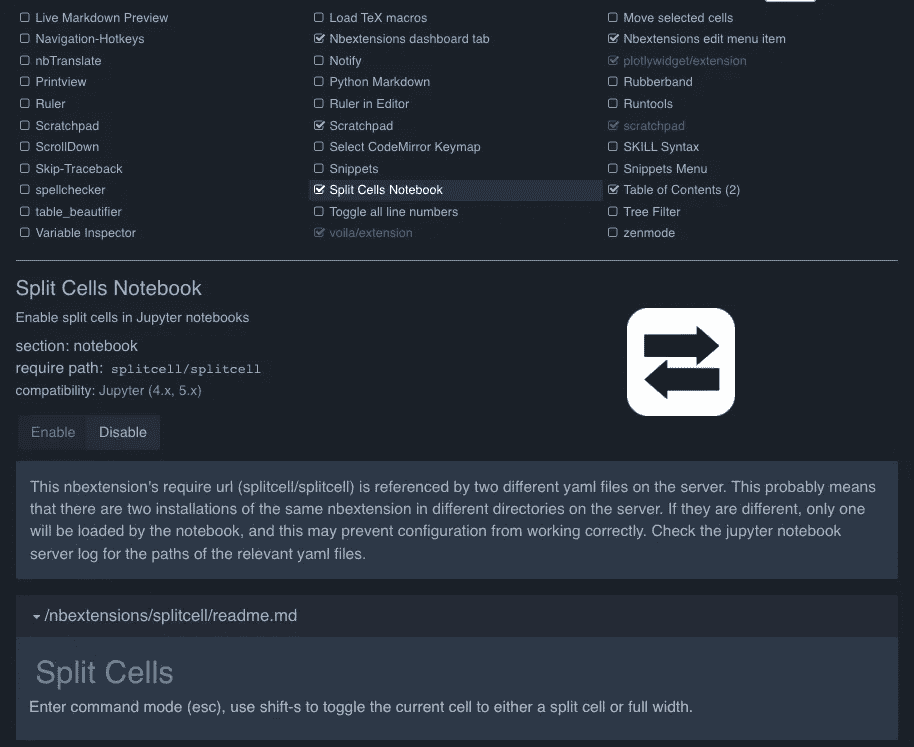 Live Markdown Preview Load TeX macros Move selected cells
Navigation-Hotkeys Nbextensions dashboard tab Nbextensions edit menu item
nbTranslate Notify plotlywidget/extension
Printview Python Markdown Rubberband
Ruler Ruler in Editor Runtools
Scratchpad Scratchpad scratchpad
ScrollDown Select CodeMirror Keymap SKILL Syntax
Skip-Traceback Snippets Snippets Menu
spellchecker Split Cells Notebook Table of Contents (2)
table_beautifier Toggle all line numbers Tree Filter
Variable Inspector voila/extension zenmode
Split Cells Notebook
Enable split cells in Jupyter notebooks
section: notebook
require path: splitcell/splitcell
compatibility: Jupyter (4.x, 5.x)
Enable Disable
This nbextension's require url (splitcell/splitcell) is referenced by two different yaml files on the server. This probably means
that there are two installations of the same nbextension in different directories on the server. If they are different, only one
will be loaded by the notebook, and this may prevent configuration from working correctly. Check the jupyter notebook
server log for the paths of the relevant yaml files.
/nbextensions/splitcell/readme.md
Split Cells
Enter command mode (esc), use shift-s to toggle the current cell to either a split cell or full width.